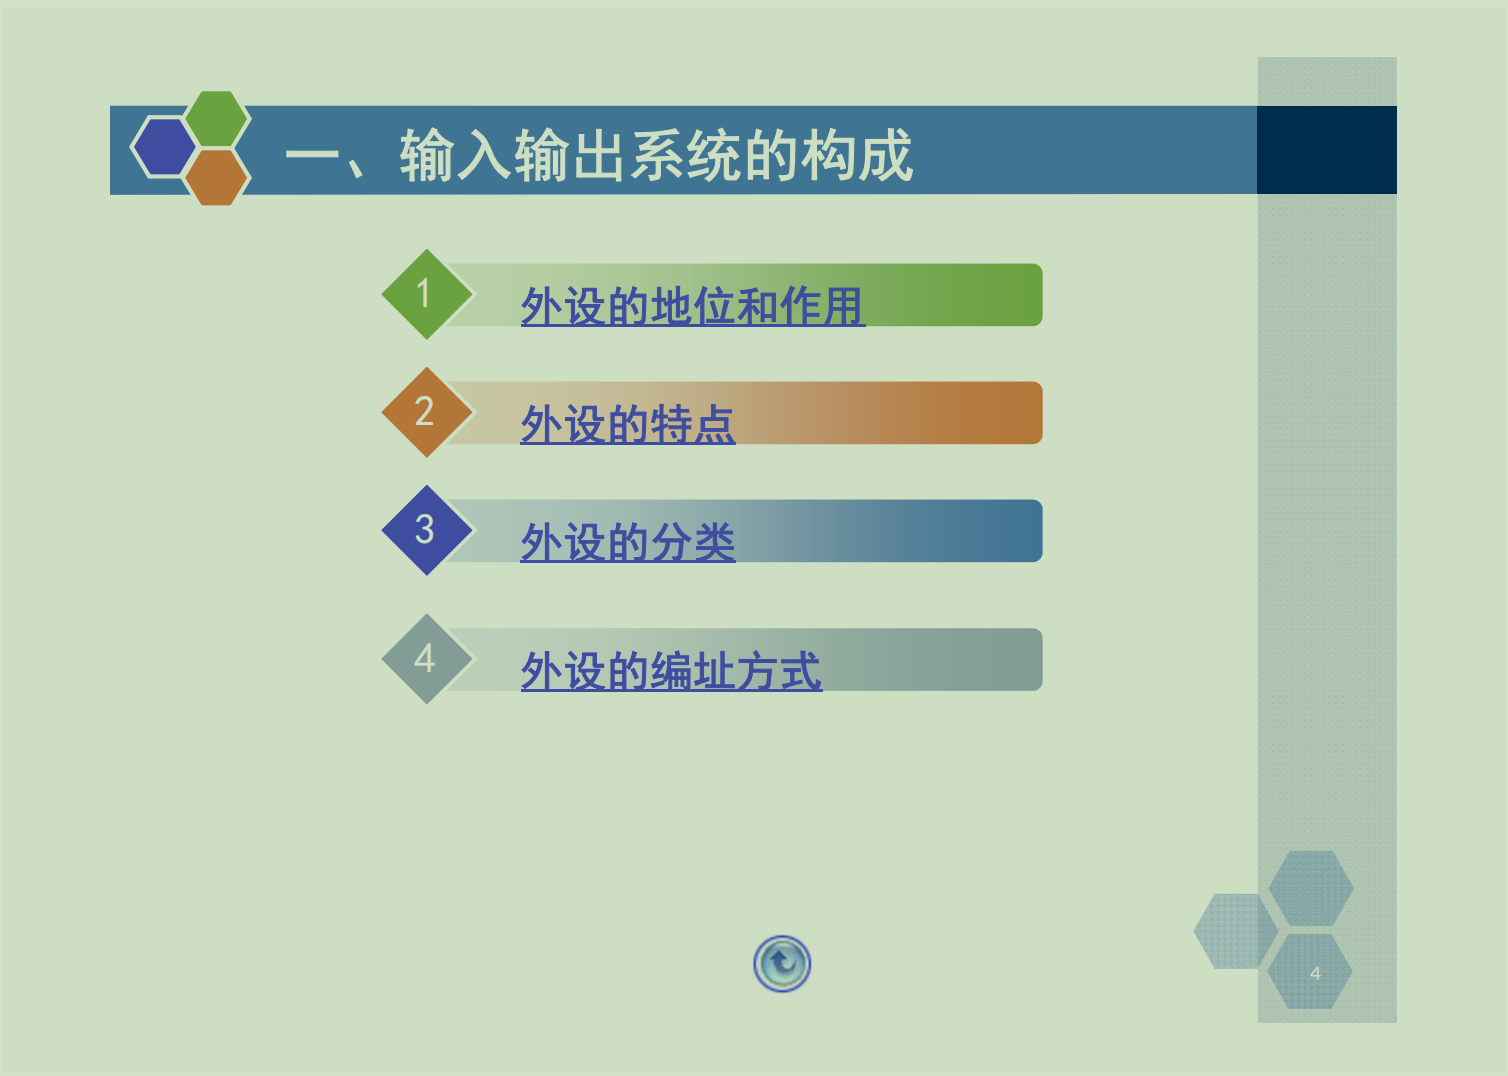 一、输入输出系统的构成
1 外设的地位和作用
2 外设的特点
3 外设的分类
4 外设的编址方式
4